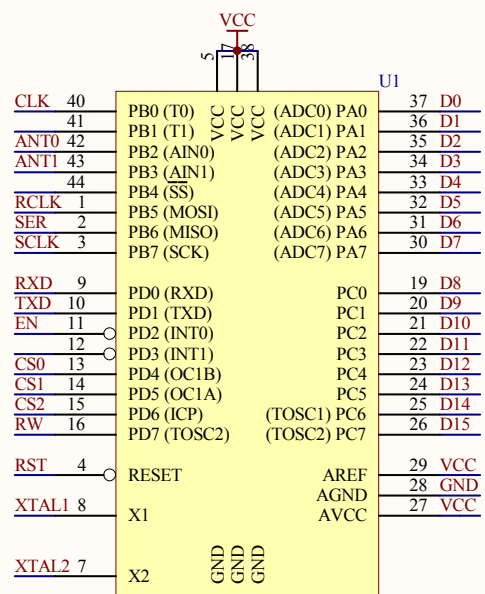 VCC
5 17 38
U1
CLK 40 PB0 (T0) VCC VCC VCC (ADC0) PA0 37 D0
41 PB1 (T1) (ADC1) PA1 36 D1
ANT0 42 PB2 (AIN0) (ADC2) PA2 35 D2
ANT1 43 PB3 (AIN1) (ADC3) PA3 34 D3
44 PB4 (SS) (ADC4) PA4 33 D4
RCLK 1 PB5 (MOSI) (ADC5) PA5 32 D5
SER 2 PB6 (MISO) (ADC6) PA6 31 D6
SCLK 3 PB7 (SCK) (ADC7) PA7 30 D7
RXD 9 PD0 (RXD) PC0 19 D8
TXD 10 PD1 (TXD) PC1 20 D9
EN 11 PD2 (INT0) PC2 21 D10
12 PD3 (INT1) PC3 22 D11
CS0 13 PD4 (OC1B) PC4 23 D12
CS1 14 PD5 (OC1A) PC5 24 D13
CS2 15 PD6 (ICP) (TOSC1) PC6 25 D14
RW 16 PD7 (TOSC2) (TOSC2) PC7 26 D15
RST 4 RESET AREF 29 VCC
AGND 28 GND
XTAL1 8 X1 AVCC 27 VCC
XTAL2 7 X2 GND GND GND